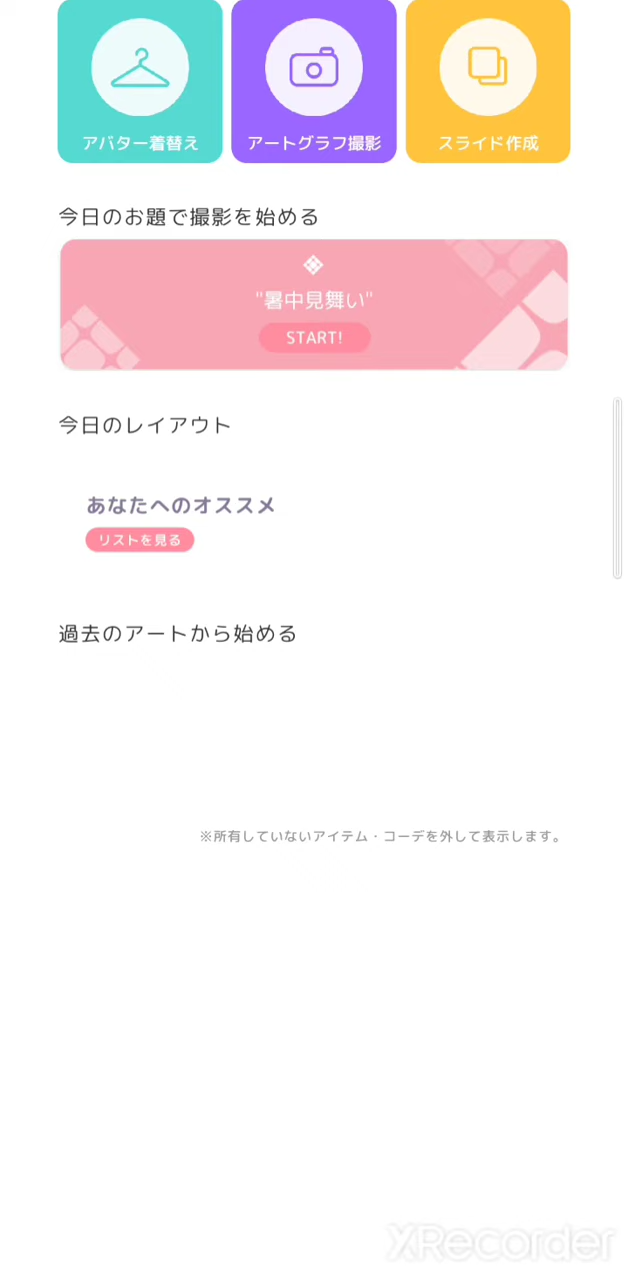 アバター着替え
アートグラフ撮影
スライド作成
今日のお題で撮影を始める
"暑中見舞い"
START!
今日のレイアウト
あなたへのオススメ
リストを見る
過去のアートから始める
※所有していないアイテム・コーデを外して表示します。
XRecorder